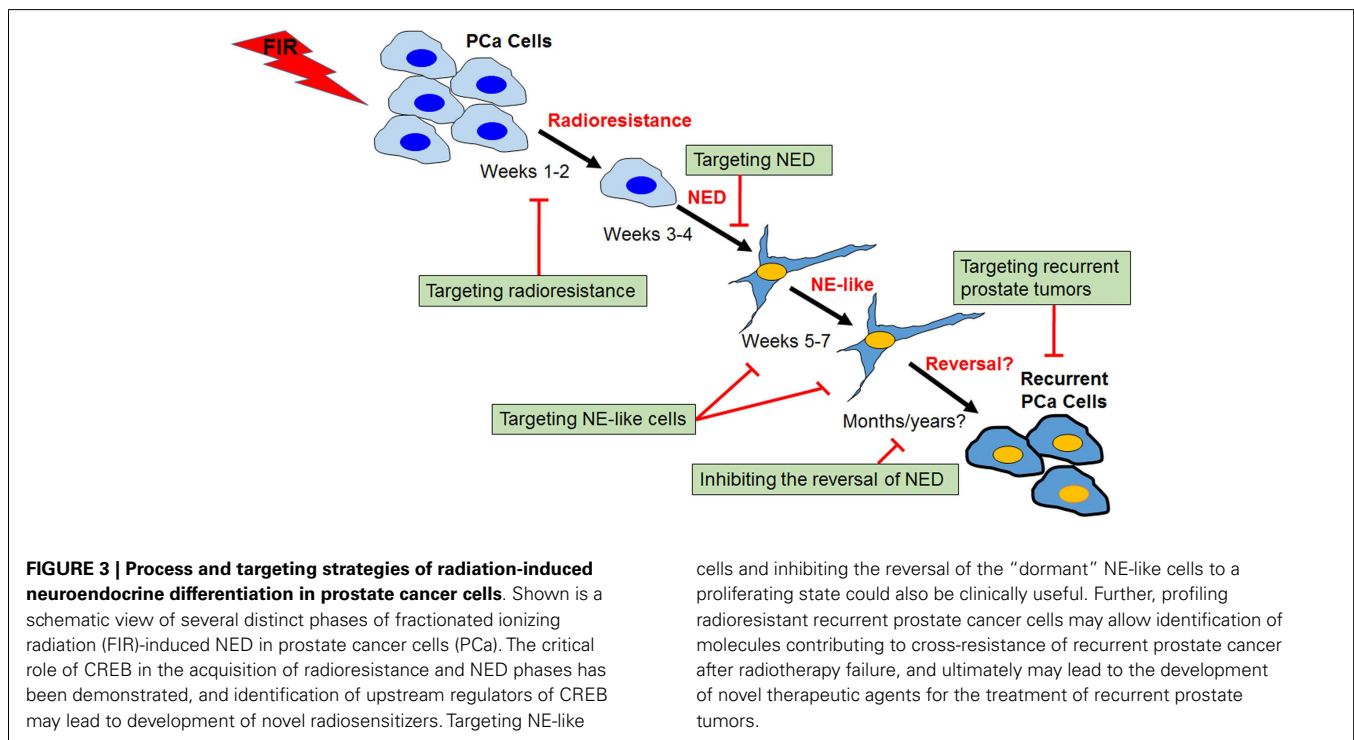 FIR
PCa Cells
Radioresistance
Weeks 1-2
Targeting NED
NED
Weeks 3-4
Targeting radioresistance
NE-like
Targeting recurrent
prostate tumors
Weeks 5-7
Reversal?
Recurrent
PCa Cells
Targeting NE-like cells
Months/years?
Inhibiting the reversal of NED
FIGURE 3 | Process and targeting strategies of radiation-induced
neuroendocrine differentiation in prostate cancer cells. Shown is a
schematic view of several distinct phases of fractionated ionizing
radiation (FIR)-induced NED in prostate cancer cells (PCa). The critical
role of CREB in the acquisition of radioresistance and NED phases has
been demonstrated, and identification of upstream regulators of CREB
may lead to development of novel radiosensitizers. Targeting NE-like
cells and inhibiting the reversal of the “dormant” NE-like cells to a
proliferating state could also be clinically useful. Further, profiling
radioresistant recurrent prostate cancer cells may allow identification of
molecules contributing to cross-resistance of recurrent prostate cancer
after radiotherapy failure, and ultimately may lead to the development
of novel therapeutic agents for the treatment of recurrent prostate
tumors.